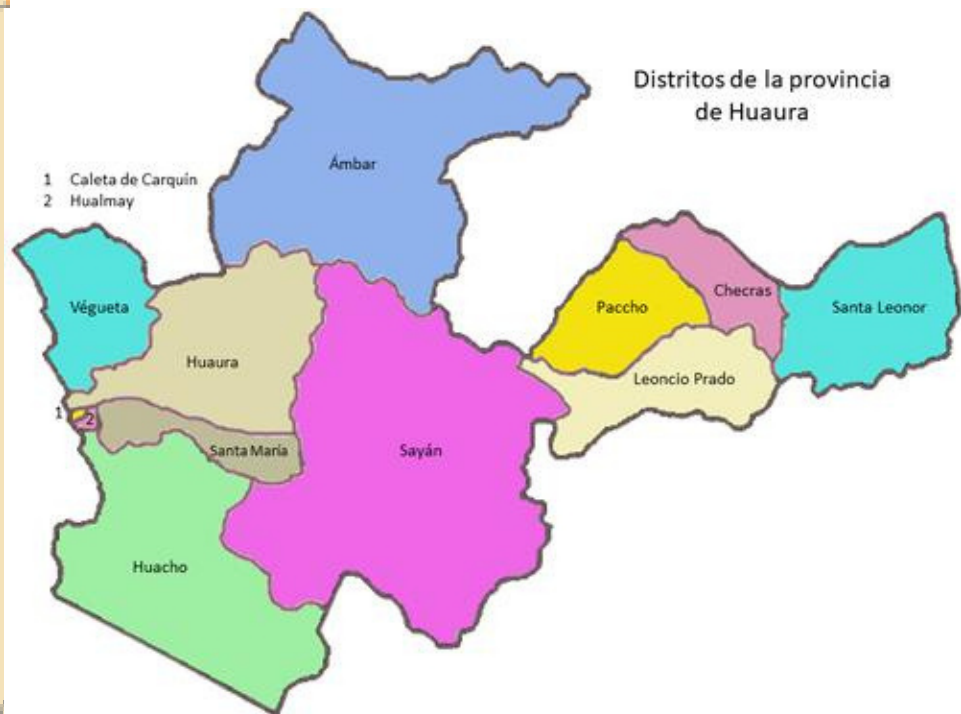 Distritos de la provincia
de Huaura
1 Caleta de Carquín
2 Hualmay
Ámbar
Végueta
Huaura
Paccho
Checras
Santa Leonor
Leoncio Prado
1
2
Santa María
Sayán
Huacho